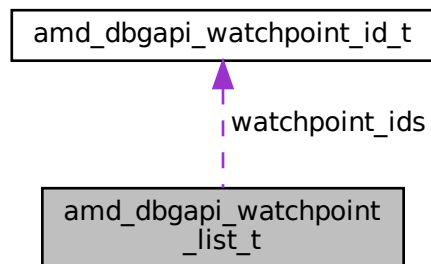 amd_dbgapi_watchpoint_id_t
watchpoint_ids
amd_dbgapi_watchpoint
_list_t